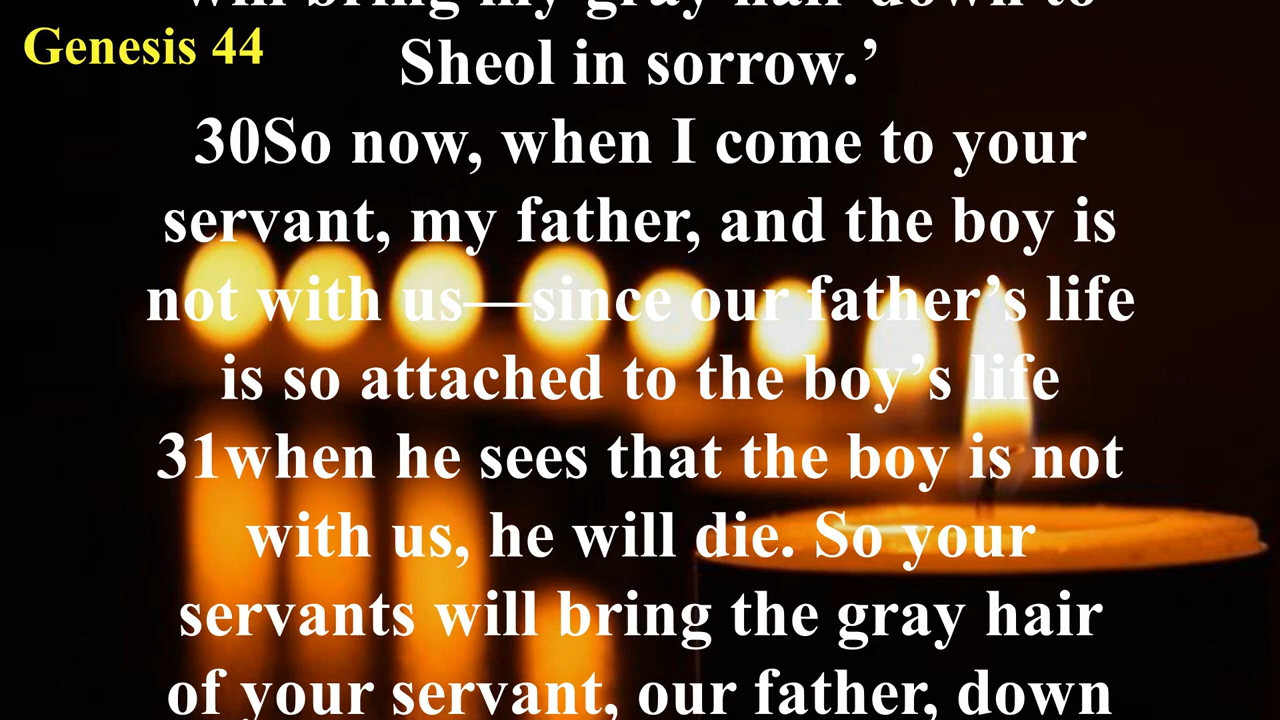 Genesis 44
will bring my gray hair down to
Sheol in sorrow.’
30So now, when I come to your
servant, my father, and the boy is
not with us—since our father’s life
is so attached to the boy’s life
31when he sees that the boy is not
with us, he will die. So your
servants will bring the gray hair
of your servant, our father, down